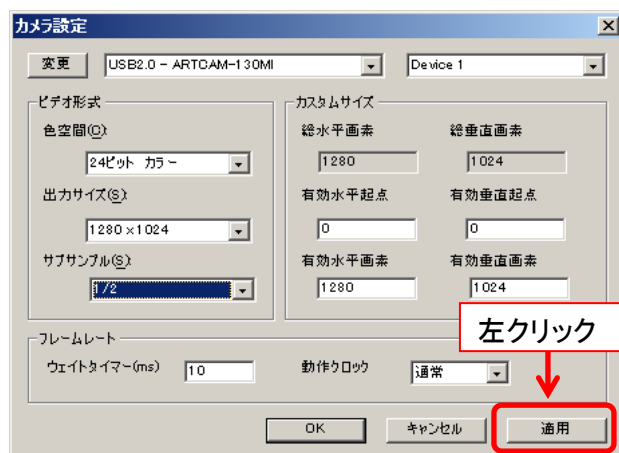 カメラ設定
変更 USB2.0 - ARTCAM-130MI Device 1
ビデオ形式
色空間(O):
24ビット カラー
出力サイズ(S):
1280×1024
サブサンプル(S):
1/2
カスタムサイズ
総水平画素 総垂直画素
1280 1024
有効水平起点 有効垂直起点
0 0
有効水平画素 有効垂直画素
1280 1024
左クリック
フレームレート
ウェイトタイマー(ms) 10 動作クロック 通常
OK キャンセル 適用